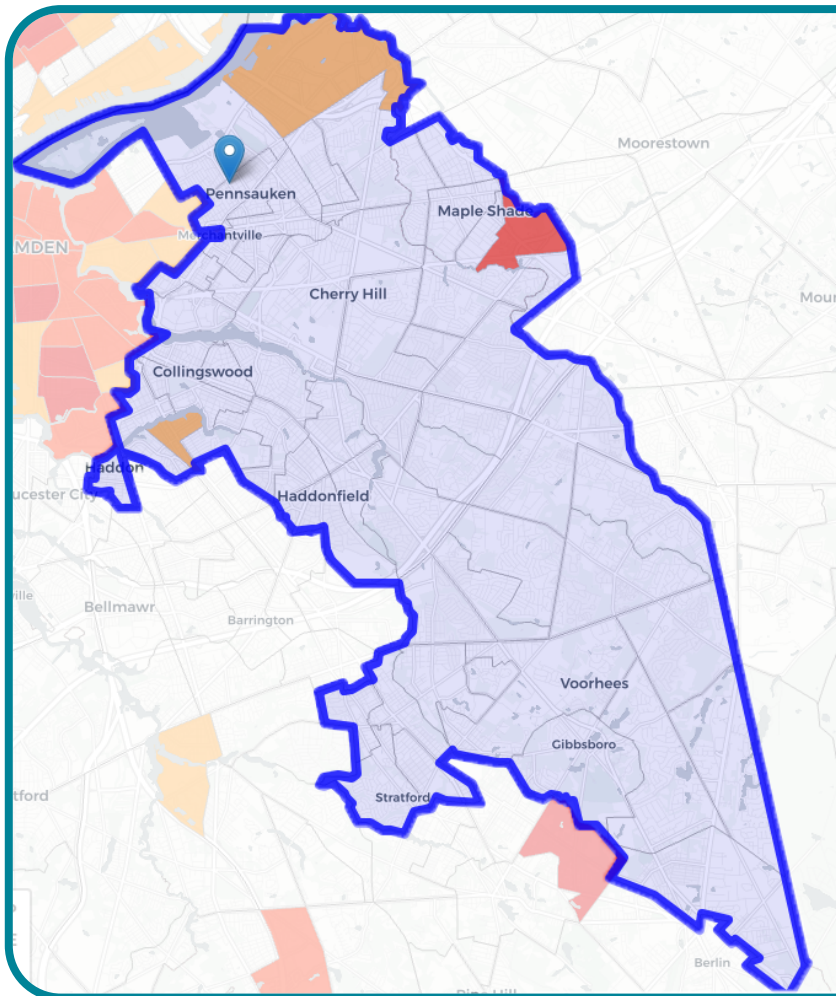 Moorestown
Pennsauken
Maple Shade
Merchantville
MDEN
Cherry Hill
Mour
Collingswood
Haddon
ucester City
Haddonfield
ville
Bellmawr
Barrington
Voorhees
Gibbsboro
tford
Stratford
Berlin